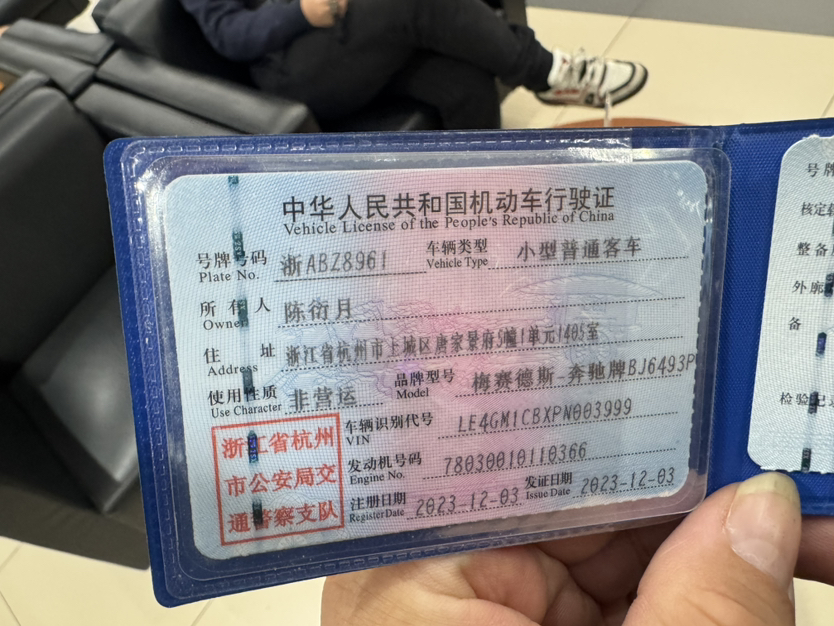 中华人民共和国机动车行驶证
Vehicle License of the People's Republic of China
号牌号码 浙ABZ8961 车辆类型 小型普通客车
Plate No. Vehicle Type
所有人 陈衍月
Owner
住址 浙江省杭州市上城区唐家景府5幢1单元1405室
Address
使用性质 非营运 品牌型号 梅赛德斯-奔驰牌BJ6493P
Use Character Model
浙江省杭州
市公安局交
通警察支队
车辆识别代号 LE4GM1CBXPN003999
VIN
发动机号码 78030010110366
Engine No.
注册日期 2023-12-03 发证日期 2023-12-03
Register Date Issue Date
号牌
核定
整备
外廓
备
检验记